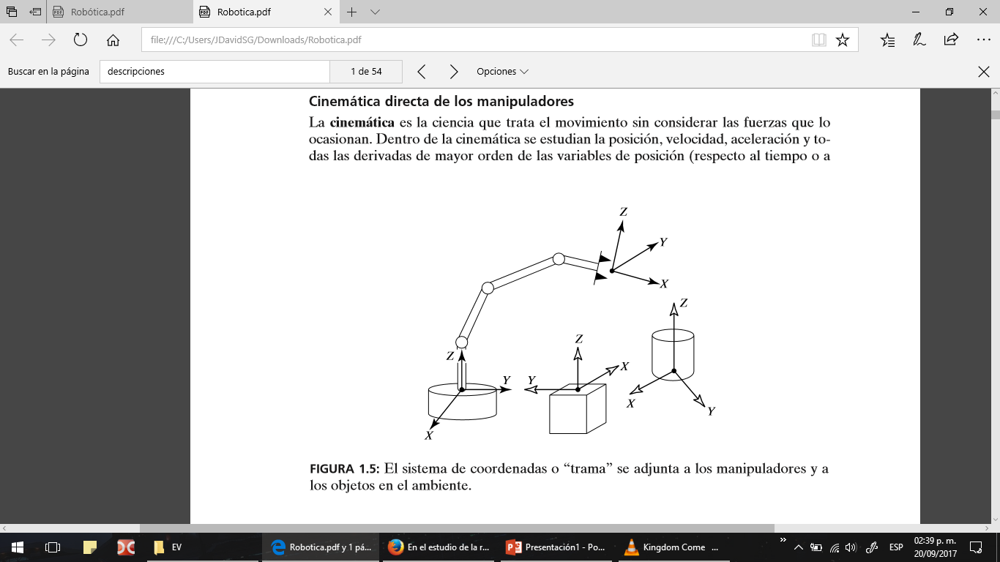 Robótica.pdf
Robotica.pdf
file:///C:/Users/JDavidSG/Downloads/Robotica.pdf
Buscar en la página
descripciones
1 de 54
Opciones
Cinemática directa de los manipuladores
La cinemática es la ciencia que trata el movimiento sin considerar las fuerzas que lo
ocasionan. Dentro de la cinemática se estudian la posición, velocidad, aceleración y to-
das las derivadas de mayor orden de las variables de posición (respecto al tiempo o a
Z
Y
X
Z
Z
X
Z
Y
Y
X
Y
X
FIGURA 1.5: El sistema de coordenadas o “trama” se adjunta a los manipuladores y a
los objetos en el ambiente.
EV
Robotica.pdf y 1 pá...
En el estudio de la r...
Presentación1 - Po...
Kingdom Come ...
ESP
02:39 p. m.
20/09/2017